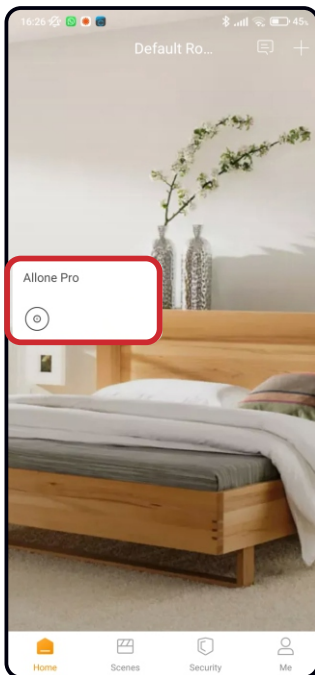 16:26
45%
Default Ro...
Allone Pro
Home
Scenes
Security
Me